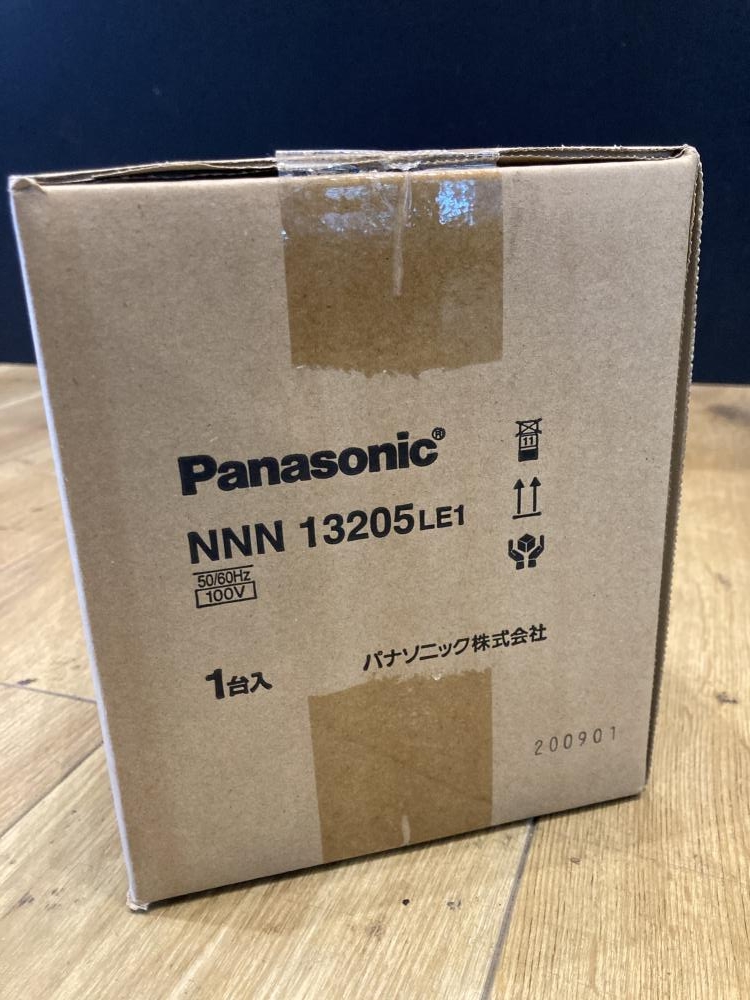 Panasonic®
NNN 13205LE1
50/60Hz
100V
11
1台入
パナソニック株式会社
200901